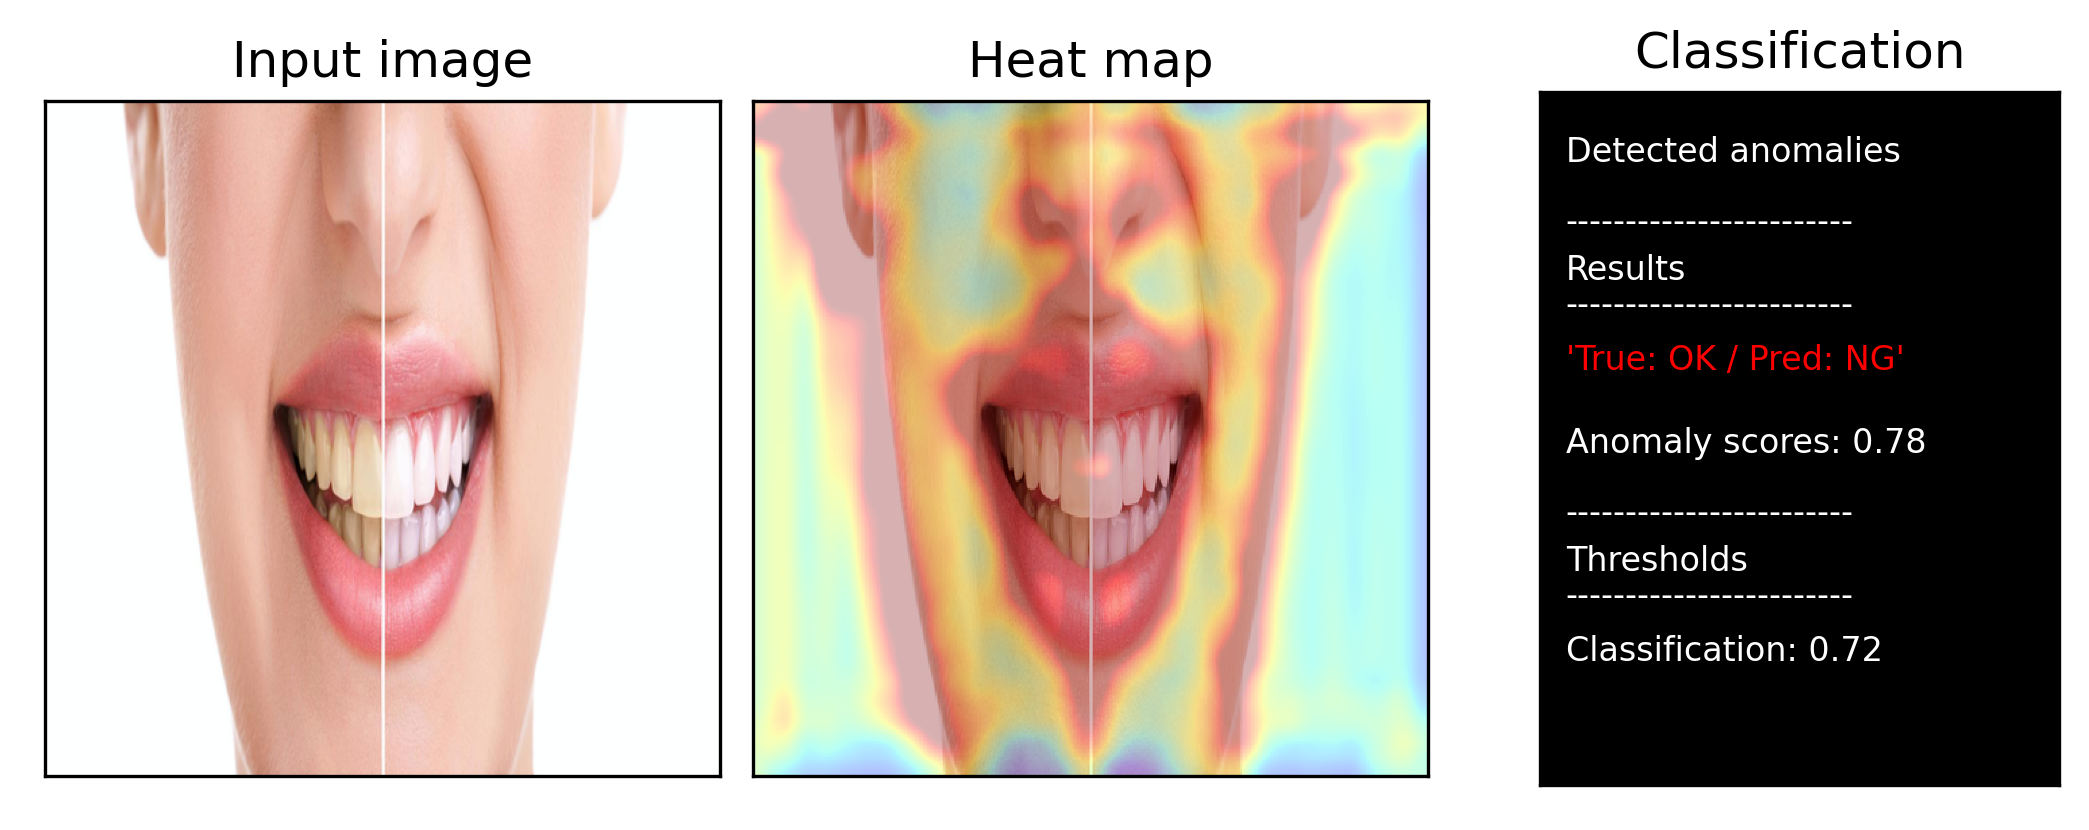 Input image
Heat map
Classification
Detected anomalies
------------------------
Results
------------------------
'True: OK / Pred: NG'
Anomaly scores: 0.78
------------------------
Thresholds
------------------------
Classification: 0.72